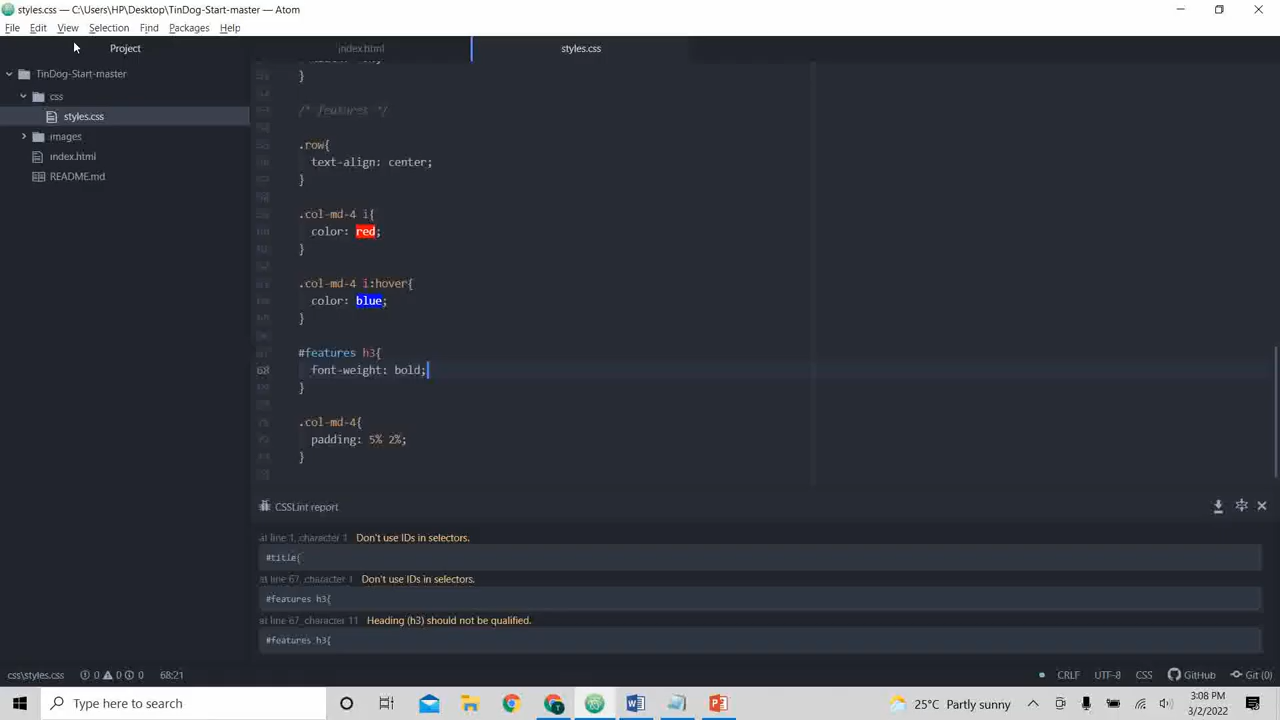 styles.css — C:\Users\HP\Desktop\TinDog-Start-master — Atom
File Edit View Selection Find Packages Help
Project index.html styles.css
TinDog-Start-master
css
styles.css
images
index.html
README.md
}
/* features */
.row{
text-align: center;
}
.col-md-4 i{
color: red;
}
.col-md-4 i:hover{
color: blue;
}
#features h3{
68 font-weight: bold;
}
.col-md-4{
padding: 5% 2%;
}
CSSLint report
at line 1, character 1 Don't use IDs in selectors.
#title{
at line 67, character 1 Don't use IDs in selectors.
#features h3{
at line 67, character 11 Heading (h3) should not be qualified.
#features h3{
css\styles.css 0 0 0 68:21 CRLF UTF-8 CSS GitHub Git (0)
Type here to search 25°C Partly sunny 3:08 PM
3/2/2022